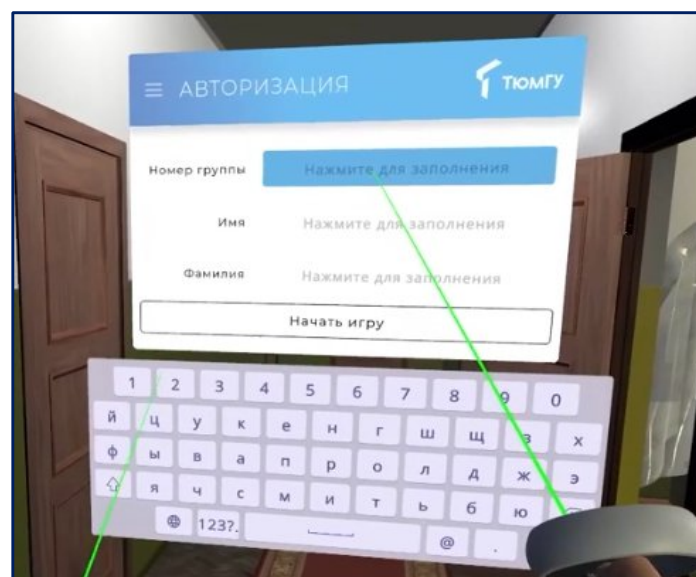 АВТОРИЗАЦИЯ
ТЮМГУ
Номер группы Нажмите для заполнения
Имя Нажмите для заполнения
Фамилия Нажмите для заполнения
Начать игру
1 2 3 4 5 6 7 8 9 0
й ц у к е н г ш щ з х
ф ы в а п р о л д ж э
я ч с м и т ь б ю
123?. @ .